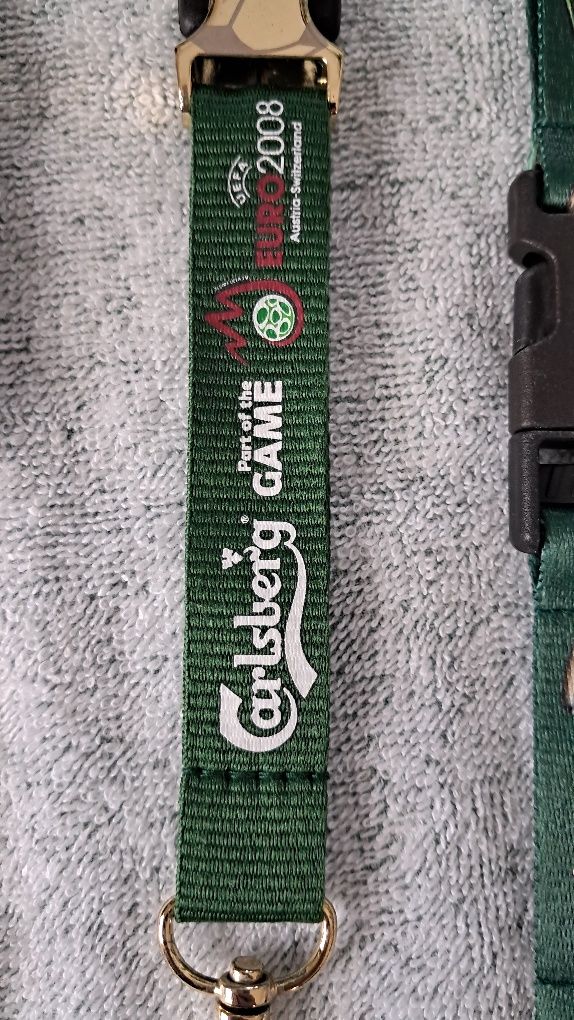 Carlsberg®
Part of the
GAME
UEFA
EURO2008
Austria-Switzerland